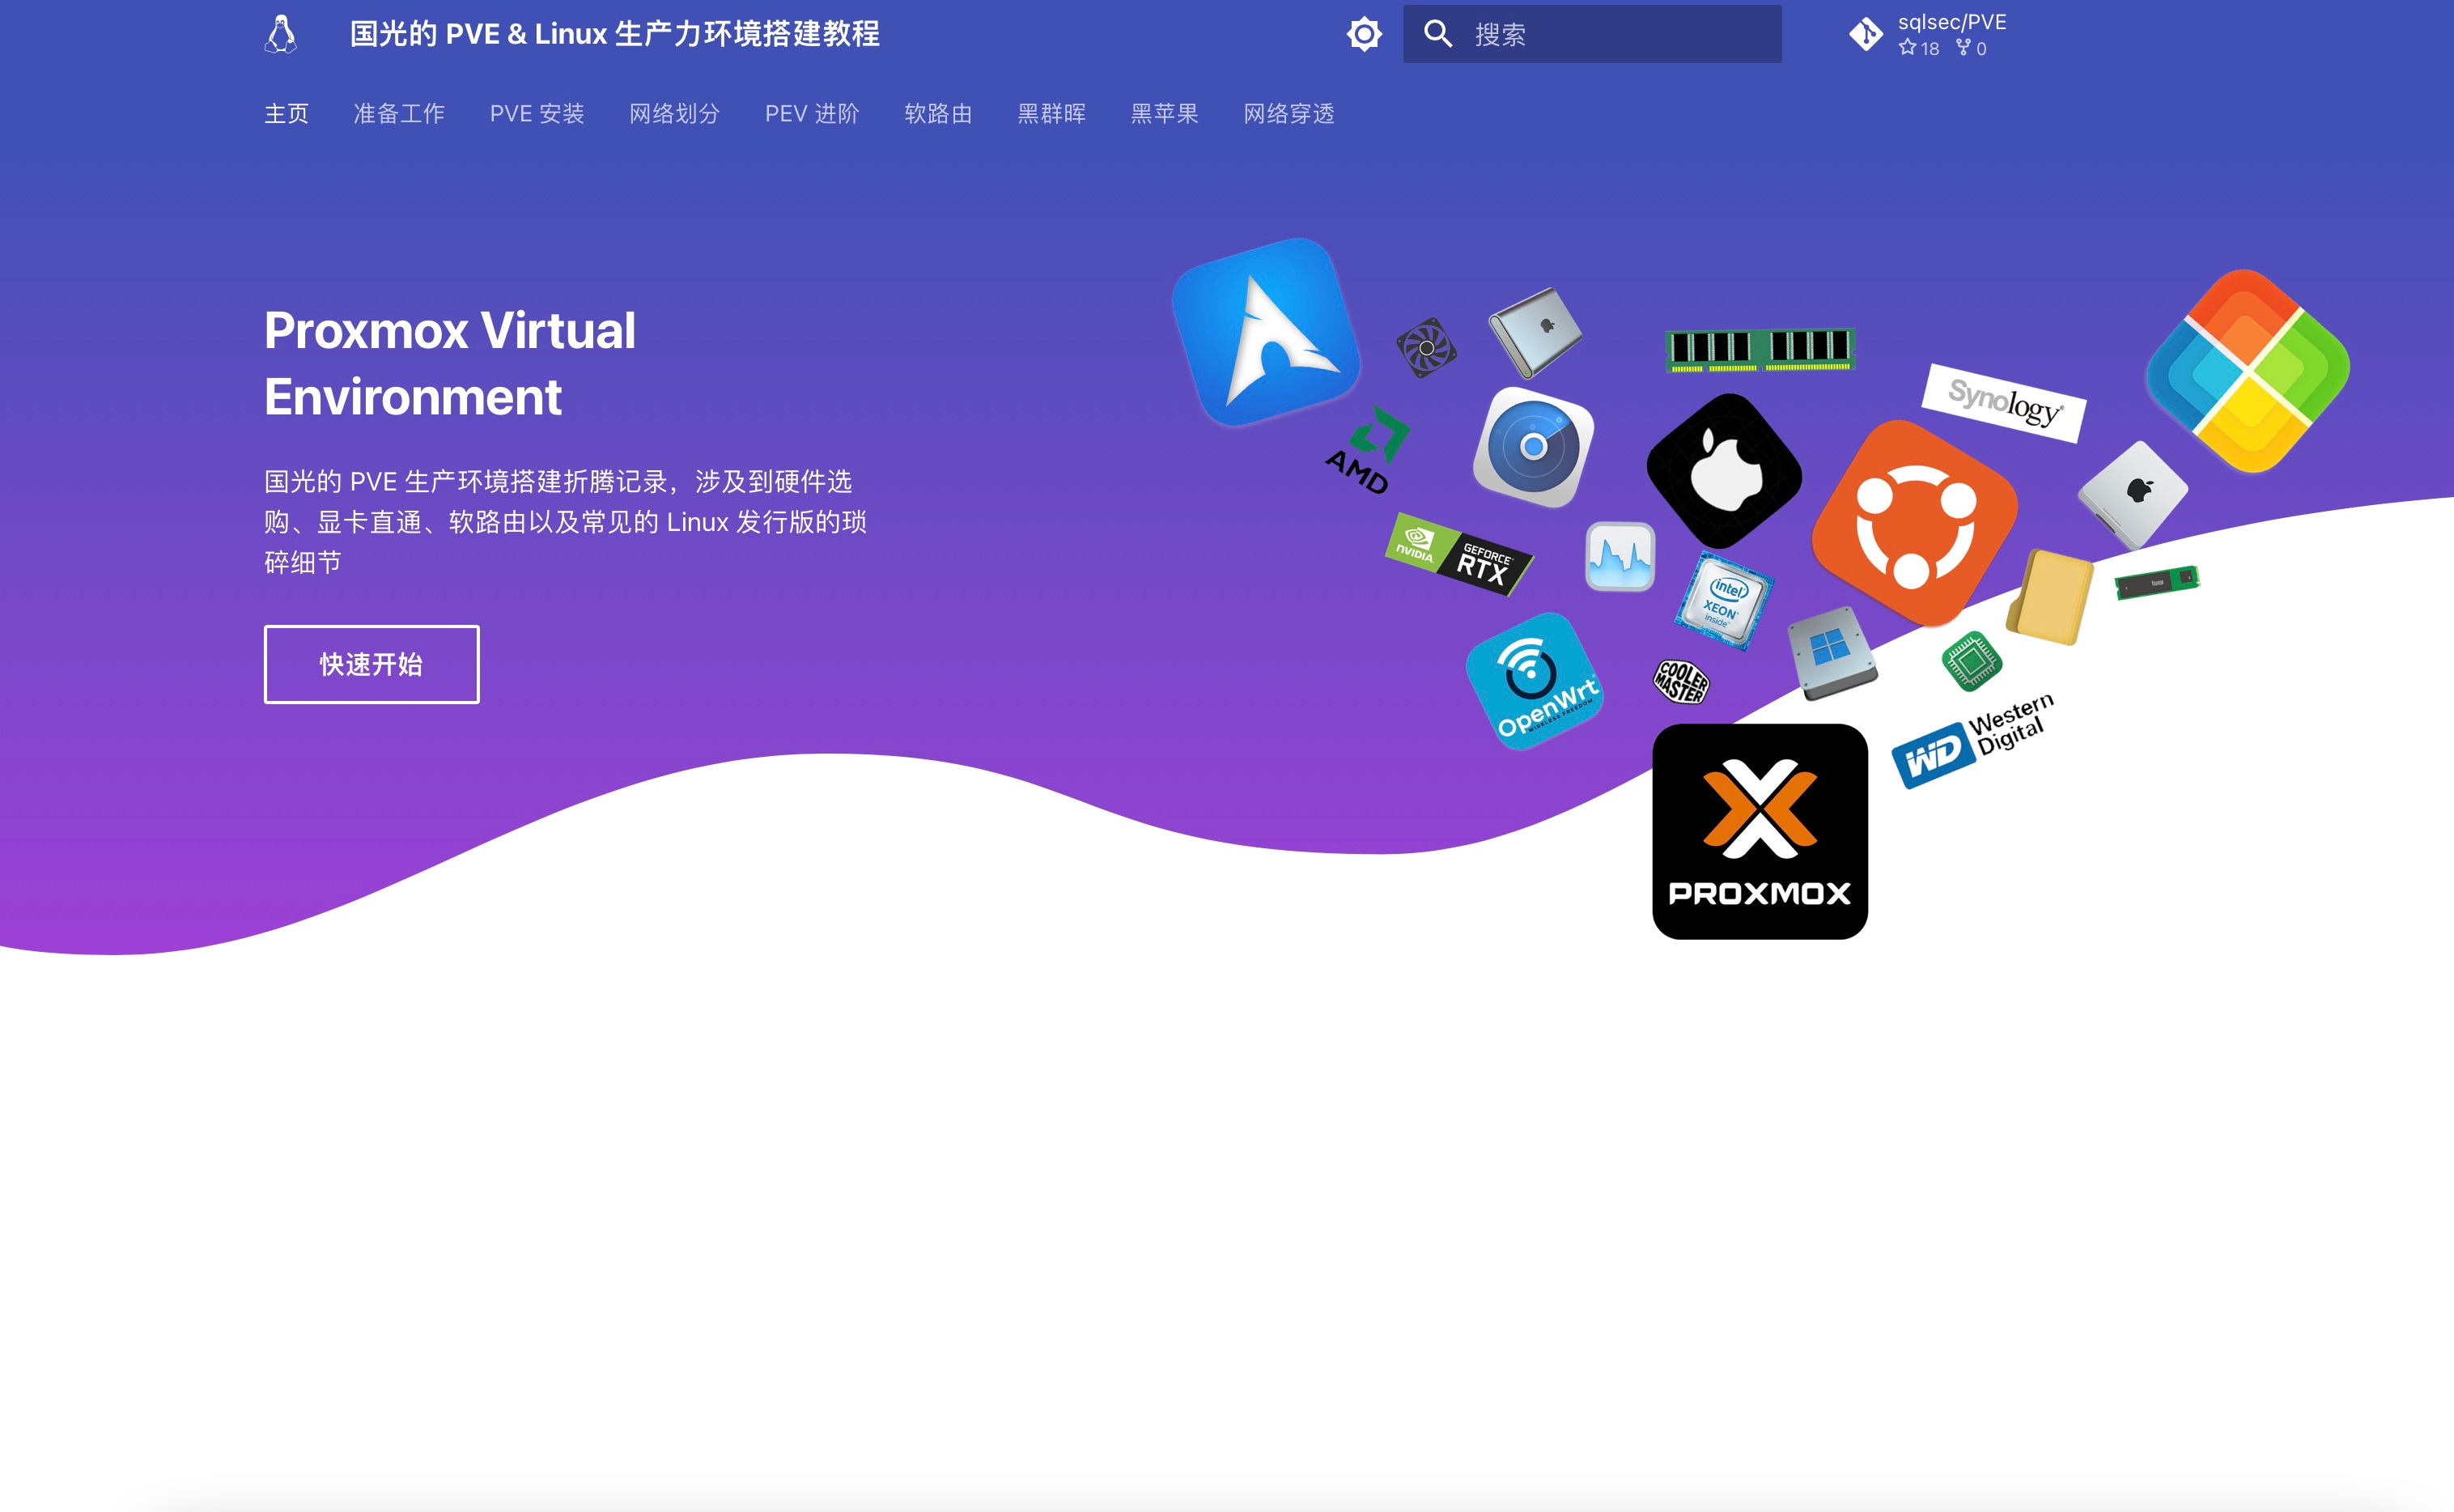 国光的 PVE & Linux 生产力环境搭建教程
搜索
sqlsec/PVE
18 0
主页 准备工作 PVE 安装 网络划分 PEV 进阶 软路由 黑群晖 黑苹果 网络穿透
Proxmox Virtual
Environment
国光的 PVE 生产环境搭建折腾记录，涉及到硬件选
购、显卡直通、软路由以及常见的 Linux 发行版的琐
碎细节
快速开始
Synology
AMD
NVIDIA
GEFORCE
RTX
intel
XEON
inside
OpenWrt
WIRELESS FREEDOM
COOLER
MASTER
WD
Western
Digital
PROXMOX